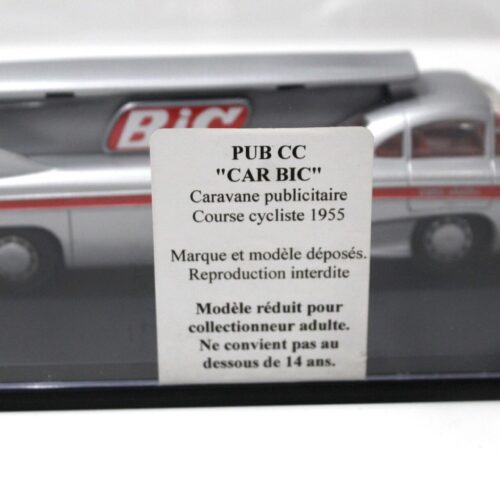 BiC
PUB CC
"CAR BIC"
Caravane publicitaire
Course cycliste 1955
Marque et modèle déposés.
Reproduction interdite
Modèle réduit pour
collectionneur adulte.
Ne convient pas au
dessous de 14 ans.